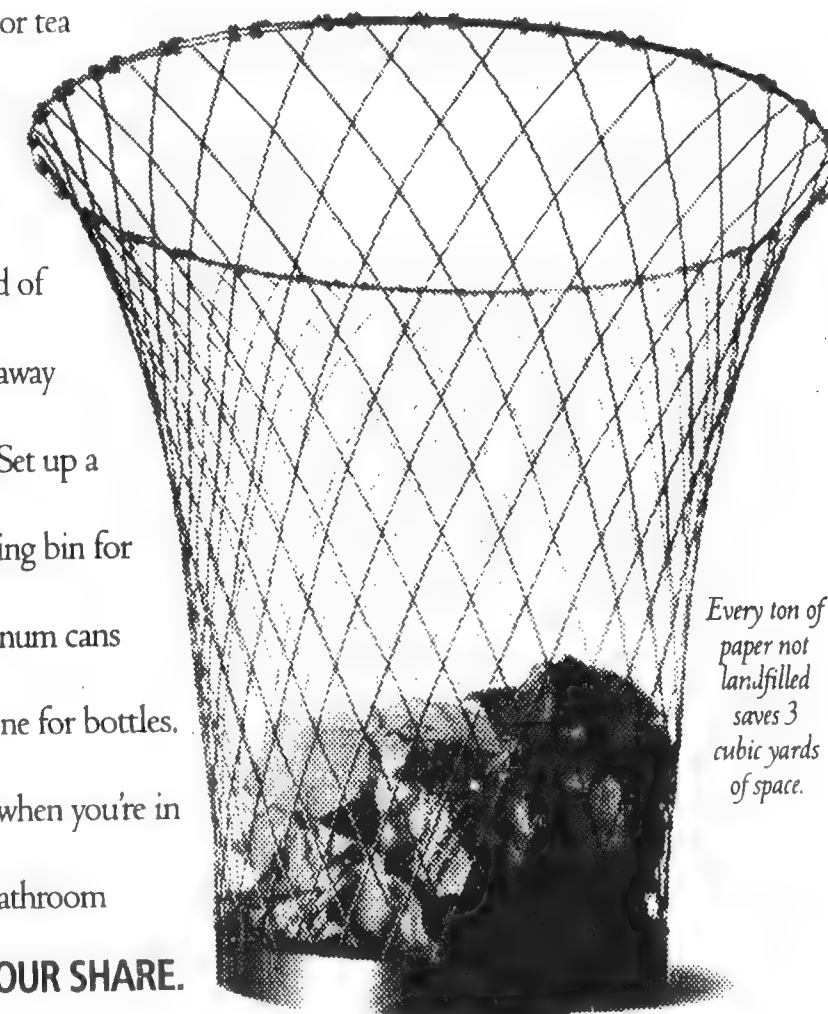 or tea
d of
away
Set up a
ing bin for
num cans
ne for bottles.
when you're in
athroom
OUR SHARE.
Every ton of
paper not
landfilled
saves 3
cubic yards
of space.